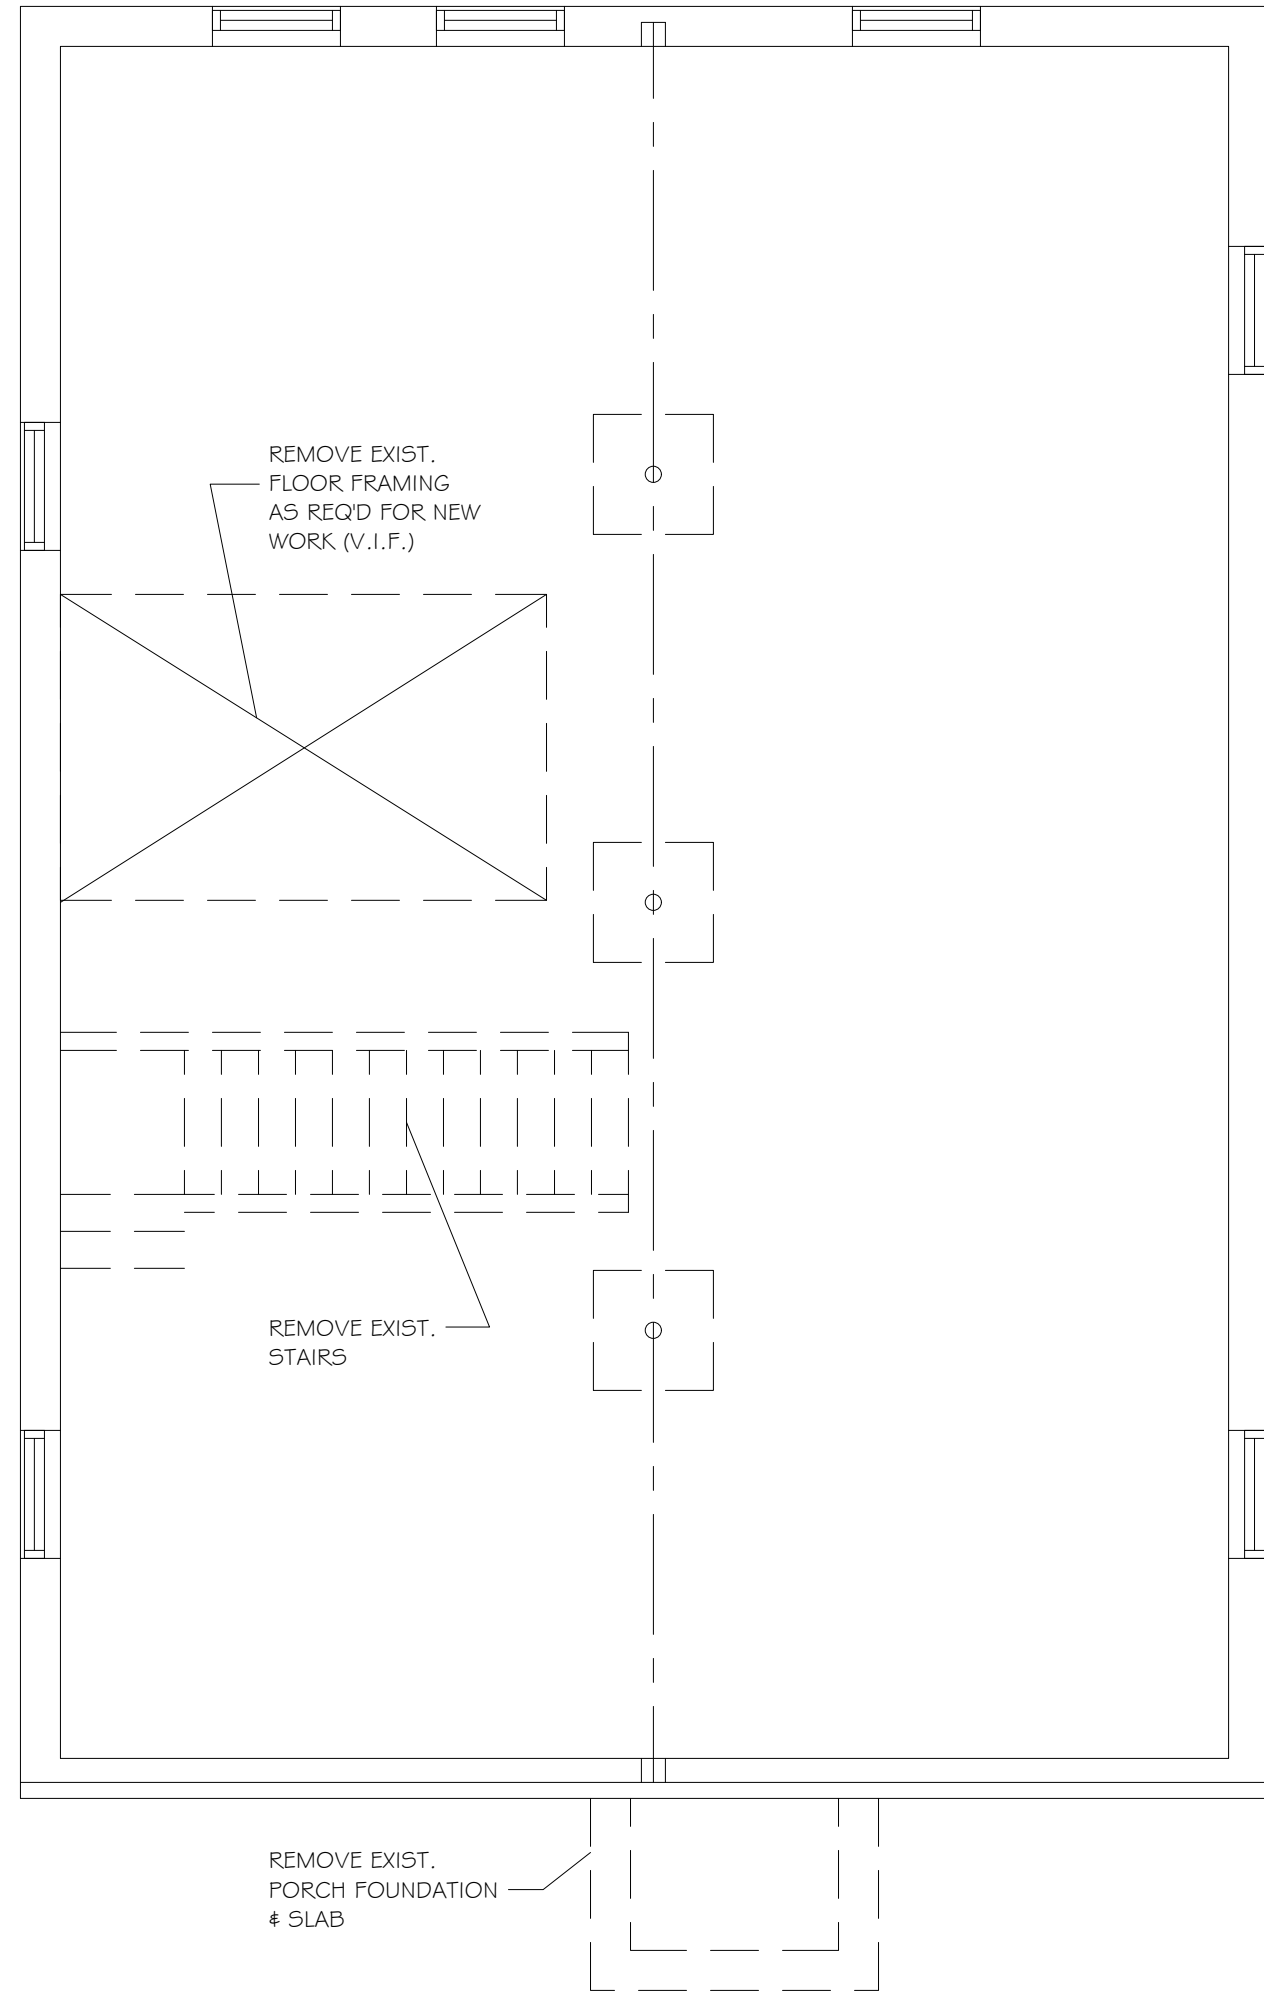 REMOVE EXIST.
FLOOR FRAMING
AS REQ'D FOR NEW
WORK (V.I.F.)
REMOVE EXIST.
STAIRS
REMOVE EXIST.
PORCH FOUNDATION
& SLAB